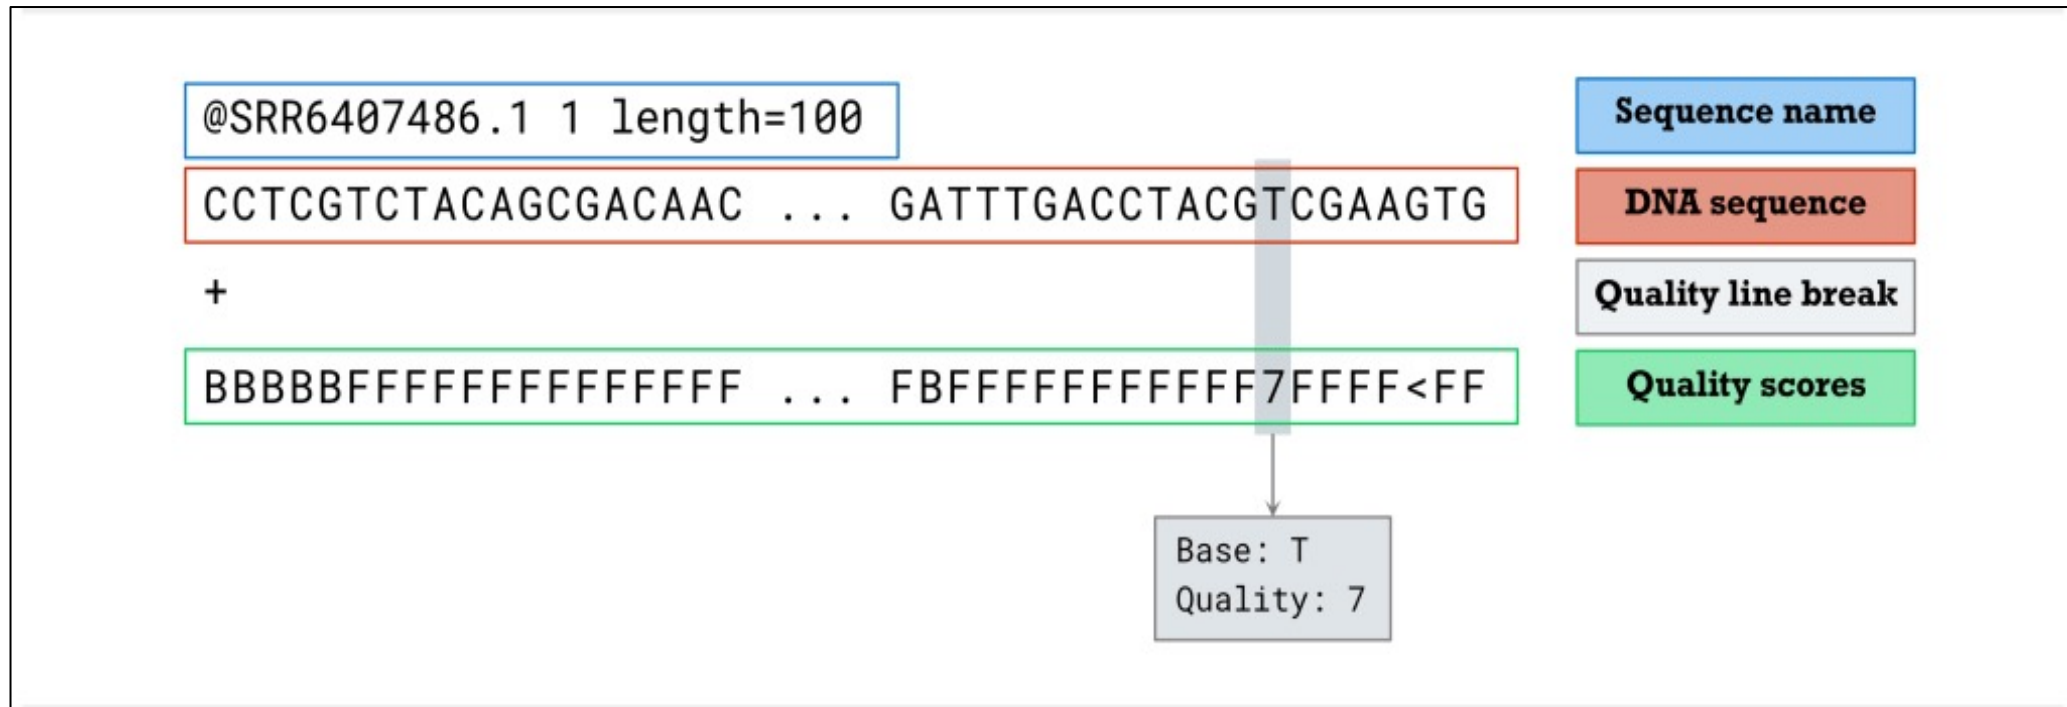 @SRR6407486.1 1 length=100
Sequence name
CCTCGTCTACAGCGACAAC ... GATTTGACCTACGTCGAAGTG
DNA sequence
+
Quality line break
BBBBBFFFFFFFFFFFFFF ... FBFFFFFFFFFFF7FFFF<FF
Quality scores
Base: T
Quality: 7